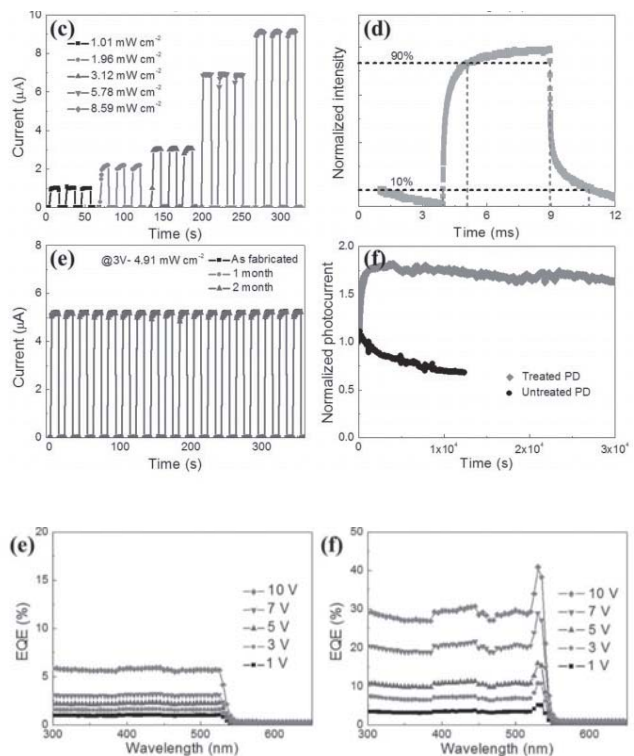 (c)
1.01 mW cm⁻²
1.96 mW cm⁻²
3.12 mW cm⁻²
5.78 mW cm⁻²
8.59 mW cm⁻²
Current (μA)
9
6
3
0
0 50 100 150 200 250 300
Time (s)
(d)
90%
10%
Normalized intensity
0 3 6 9 12
Time (ms)
(e)
@3V- 4.91 mW cm⁻²
As fabricated
1 month
2 month
Current (μA)
8
6
4
2
0
0 100 200 300
Time (s)
(f)
Normalized photocurrent
2.0
1.5
1.0
0.5
0.0
Treated PD
Untreated PD
1x10⁴ 2x10⁴ 3x10⁴
Time (s)
(e)
EQE (%)
20
15
10
5
0
10 V
7 V
5 V
3 V
1 V
300 400 500 600
Wavelength (nm)
(f)
EQE (%)
50
40
30
20
10
0
10 V
7 V
5 V
3 V
1 V
300 400 500 600
Wavelength (nm)